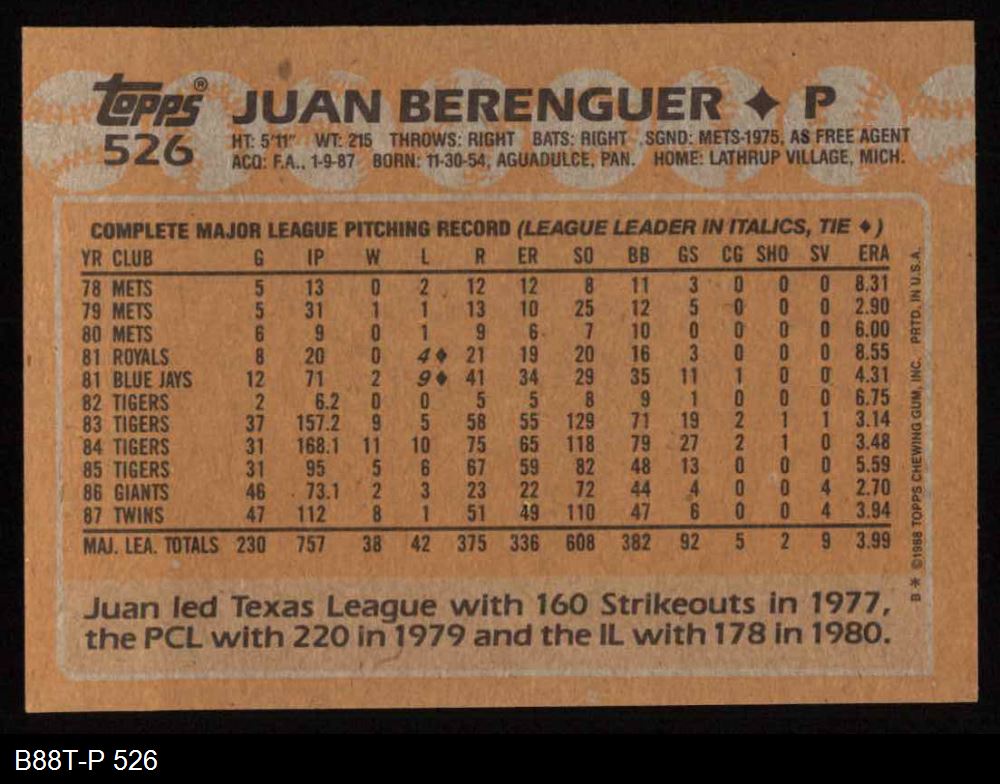 TOPPS® JUAN BERENGUER ♦ P
526 HT: 5'11" WT: 215 THROWS: RIGHT BATS: RIGHT SGND: METS-1975, AS FREE AGENT
ACQ: F.A., 1-9-87 BORN: 11-30-54, AGUADULCE, PAN. HOME: LATHRUP VILLAGE, MICH.
COMPLETE MAJOR LEAGUE PITCHING RECORD (LEAGUE LEADER IN ITALICS, TIE ♦)
YR CLUB G IP W L R ER SO BB GS CG SHO SV ERA
78 METS 5 13 0 2 12 12 8 11 3 0 0 0 8.31
79 METS 5 31 1 1 13 10 25 12 5 0 0 0 2.90
80 METS 6 9 0 1 9 6 7 10 0 0 0 0 6.00
81 ROYALS 8 20 0 4♦ 21 19 20 16 3 0 0 0 8.55
81 BLUE JAYS 12 71 2 9♦ 41 34 29 35 11 1 0 0 4.31
82 TIGERS 2 6.2 0 0 5 5 8 9 1 0 0 0 6.75
83 TIGERS 37 157.2 9 5 58 55 129 71 19 2 1 1 3.14
84 TIGERS 31 168.1 11 10 75 65 118 79 27 2 1 0 3.48
85 TIGERS 31 95 5 6 67 59 82 48 13 0 0 0 5.59
86 GIANTS 46 73.1 2 3 23 22 72 44 4 0 0 4 2.70
87 TWINS 47 112 8 1 51 49 110 47 6 0 0 4 3.94
MAJ. LEA. TOTALS 230 757 38 42 375 336 608 382 92 5 2 9 3.99
Juan led Texas League with 160 Strikeouts in 1977,
the PCL with 220 in 1979 and the IL with 178 in 1980.
B * ©1988 TOPPS CHEWING GUM, INC. PRTD. IN U.S.A.
B88T-P 526